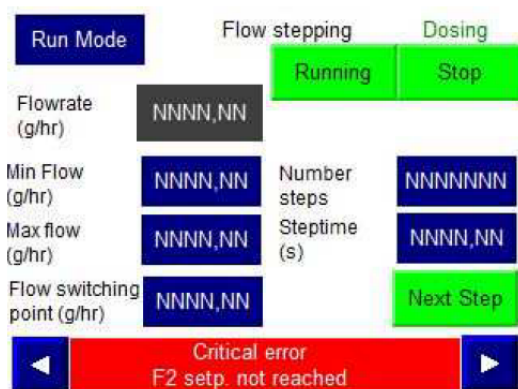 Run Mode
Flow stepping
Dosing
Running
Stop
Flowrate
(g/hr)
NNNN,NN
Min Flow
(g/hr)
NNNN,NN
Number
steps
NNNNNNN
Max flow
(g/hr)
NNNN,NN
Steptime
(s)
NNNN,NN
Flow switching
point (g/hr)
NNNN,NN
Next Step
Critical error
F2 setp. not reached